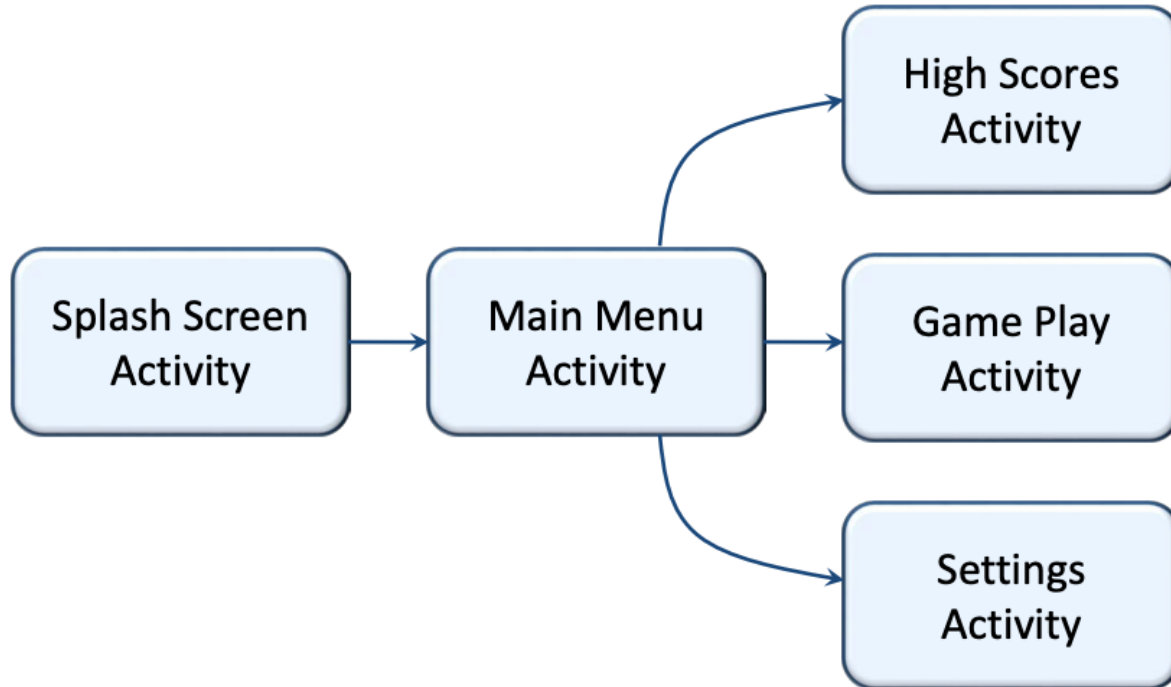 Splash Screen
Activity
Main Menu
Activity
High Scores
Activity
Game Play
Activity
Settings
Activity